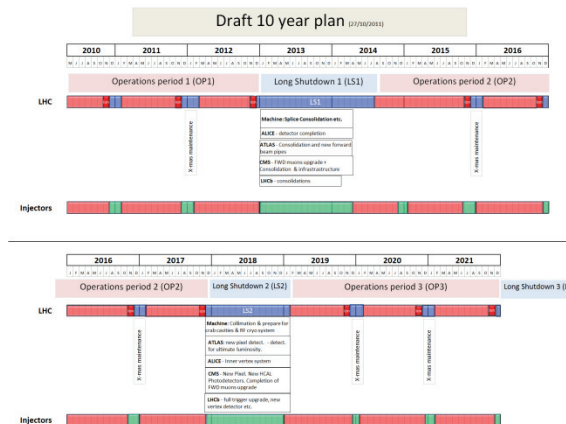 Draft 10 year plan (27/10/2011)
2010 2011 2012 2013 2014 2015 2016
M J J A S O N D J F M A M J J A S O N D J F M A M J J A S O N D J F M A M J J A S O N D J F M A M J J A S O N D J F M A M J J A S O N D J F M A M J J A S O N D
Operations period 1 (OP1) Long Shutdown 1 (LS1) Operations period 2 (OP2)
LHC
LS1
Machine: Splice Consolidation etc.
ALICE - detector completion
ATLAS - Consolidation and new forward
beam pipes
CMS - FWD muons upgrade +
Consolidation & infrastructure
LHCb - consolidations
X-mas maintenance
X-mas maintenance
Injectors
2016 2017 2018 2019 2020 2021
J F M A M J J A S O N D J F M A M J J A S O N D J F M A M J J A S O N D J F M A M J J A S O N D J F M A M J J A S O N D J F M A M J J A S O N D
Operations period 2 (OP2) Long Shutdown 2 (LS2) Operations period 3 (OP3) Long Shutdown 3 (L
LHC
LS2
Machine: Collimation & prepare for
crab cavities & RF cryo system
ATLAS: new pixel detect. - detect.
for ultimate luminosity.
ALICE - Inner vertex system
CMS - New Pixel. New HCAL
Photodetectors. Completion of
FWD muons upgrade
LHCb - full trigger upgrade, new
vertex detector etc.
X-mas maintenance
X-mas maintenance
X-mas maintenance
Injectors